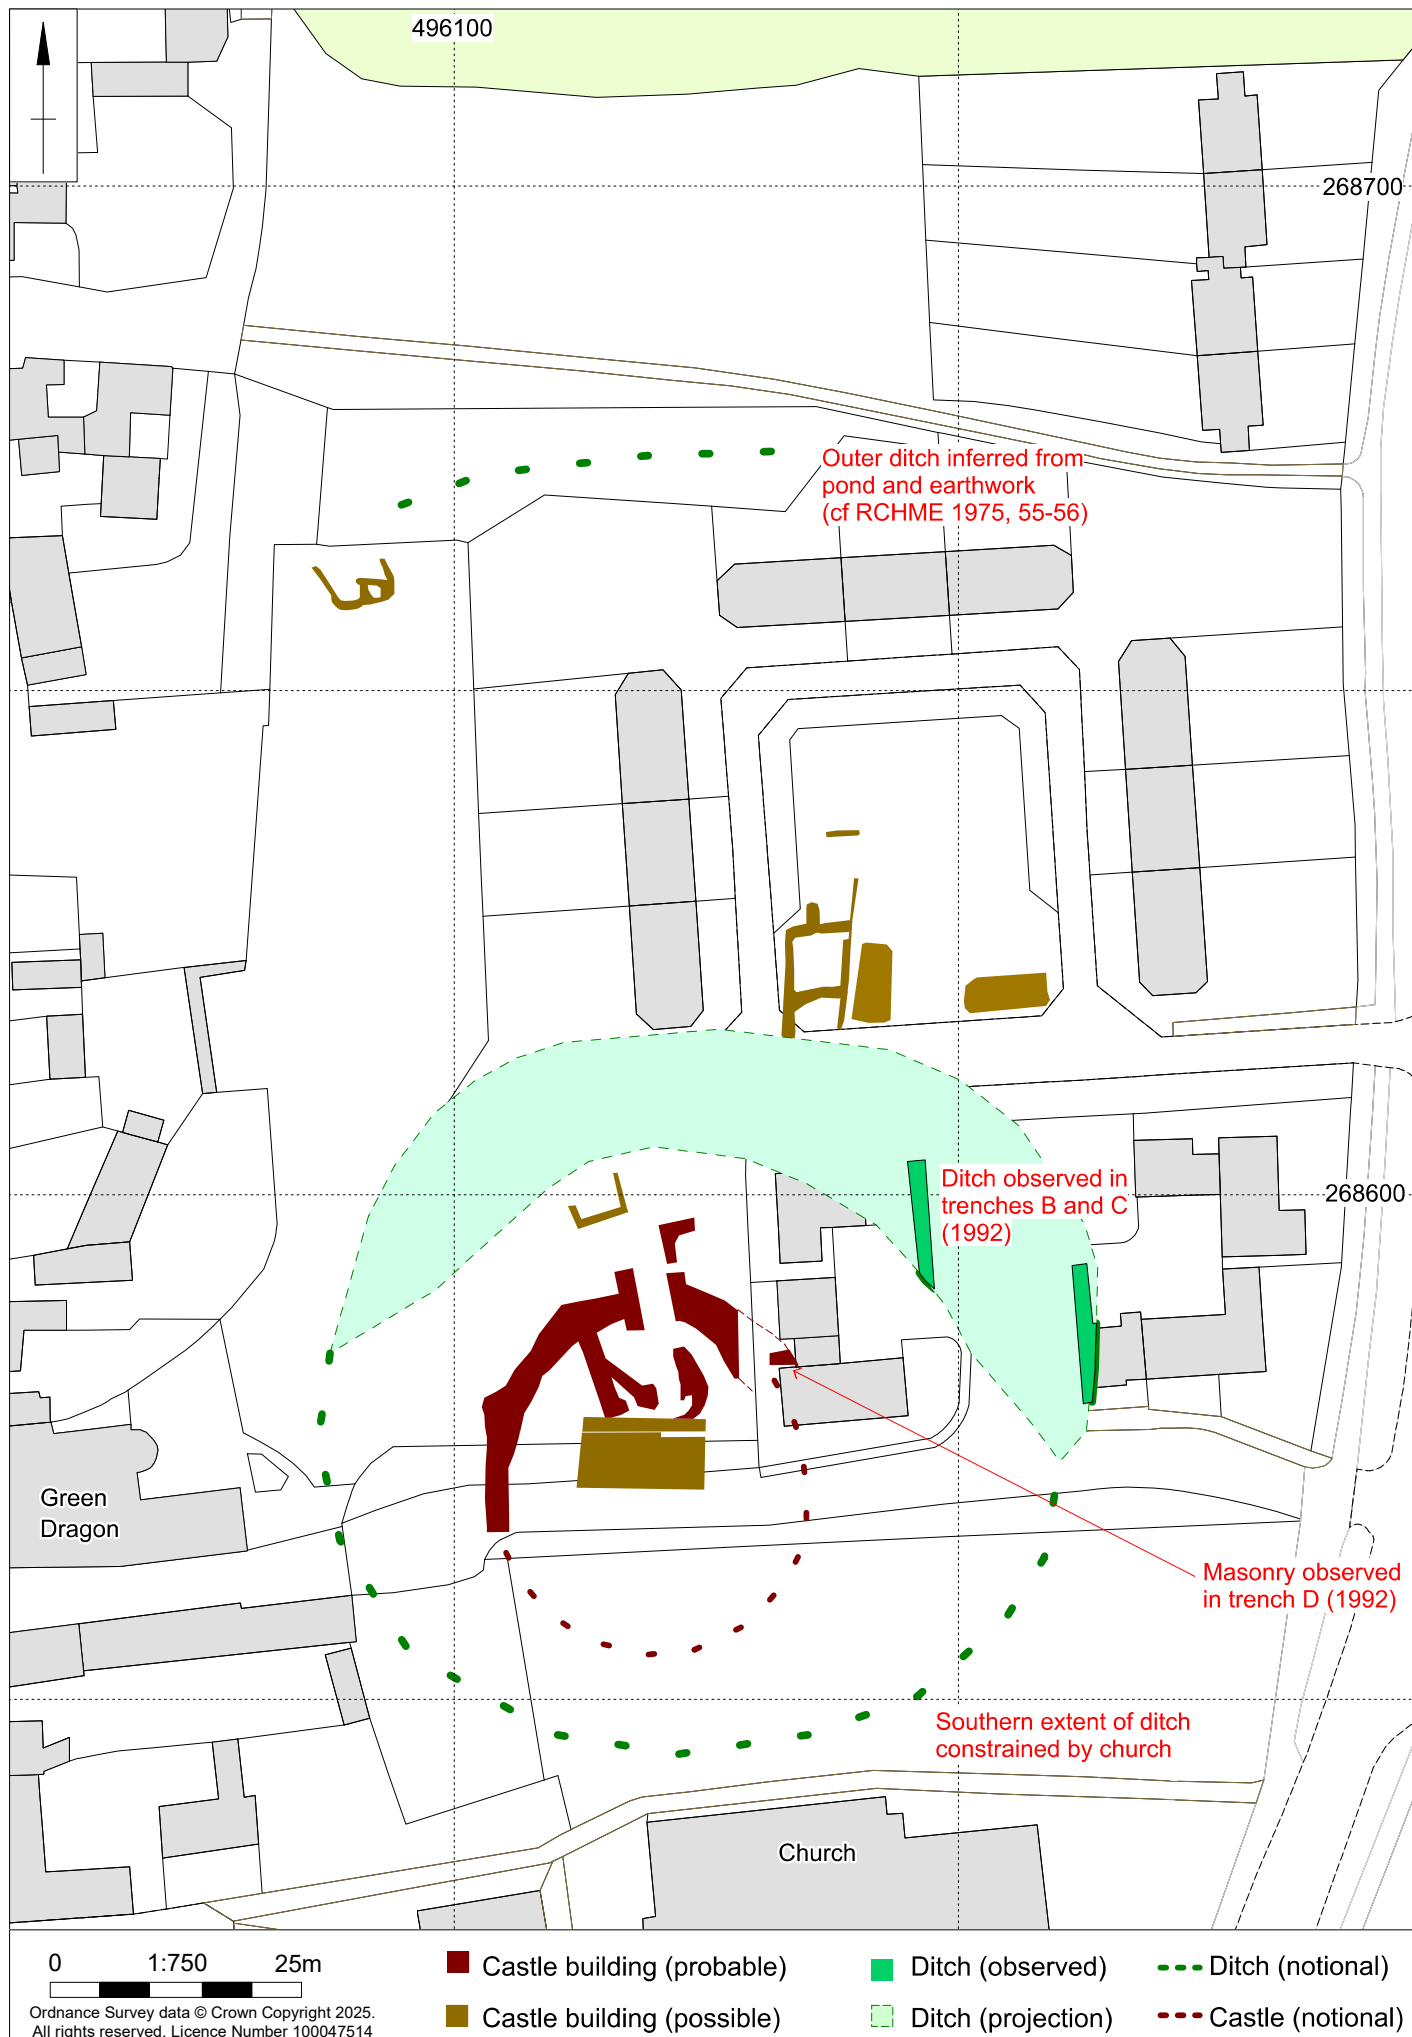 496100
268700
Outer ditch inferred from
pond and earthwork
(cf RCHME 1975, 55-56)
Ditch observed in
trenches B and C
(1992)
268600
Green
Dragon
Masonry observed
in trench D (1992)
Southern extent of ditch
constrained by church
Church
0 1:750 25m
Ordnance Survey data © Crown Copyright 2025.
All rights reserved. Licence Number 100047514
Castle building (probable)
Castle building (possible)
Ditch (observed)
Ditch (projection)
Ditch (notional)
Castle (notional)